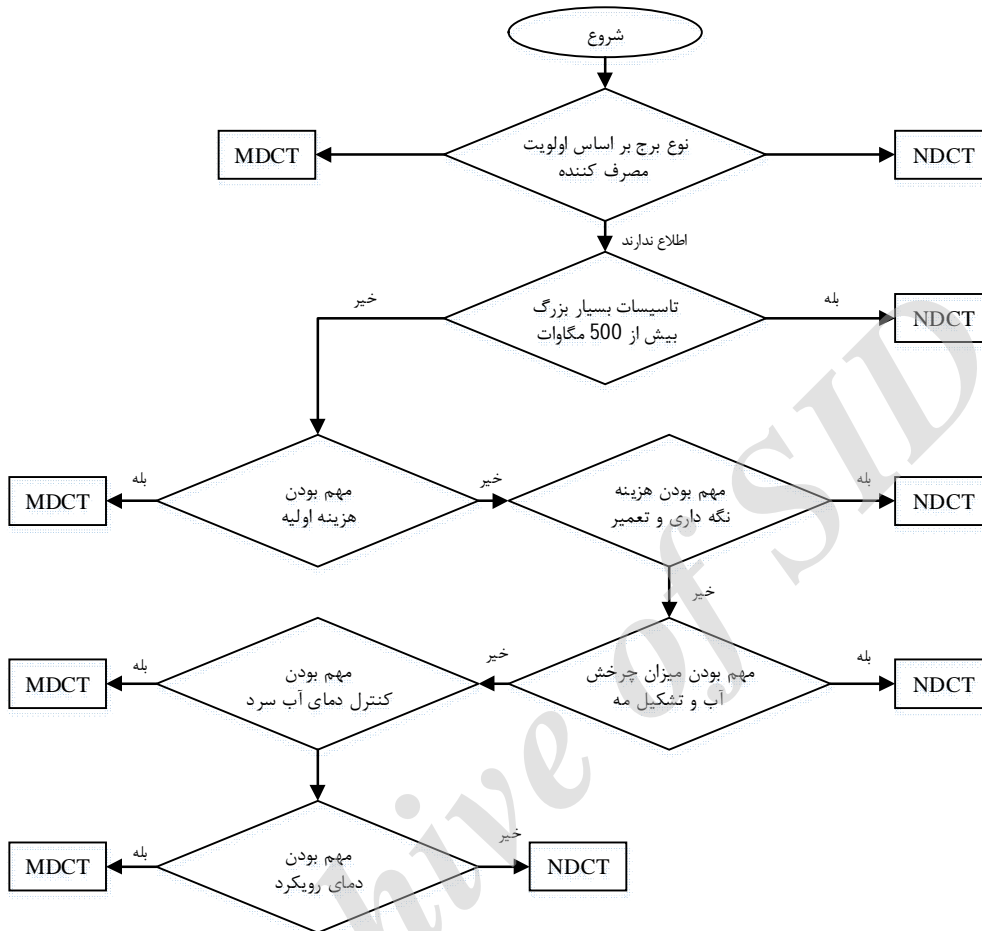 شروع
نوع برج بر اساس اولویت
مصرف کننده
MDCT
NDCT
اطلاع ندارند
تاسیسات بسیار بزرگ
بیش از 500 مگاوات
خیر
بله
NDCT
مهم بودن
هزینه اولیه
بله
MDCT
خیر
مهم بودن هزینه
نگه داری و تعمیر
بله
NDCT
خیر
مهم بودن میزان چرخش
آب و تشکیل مه
بله
NDCT
خیر
مهم بودن
کنترل دمای آب سرد
بله
MDCT
مهم بودن
دمای رویکرد
بله
MDCT
خیر
NDCT
hive of SID